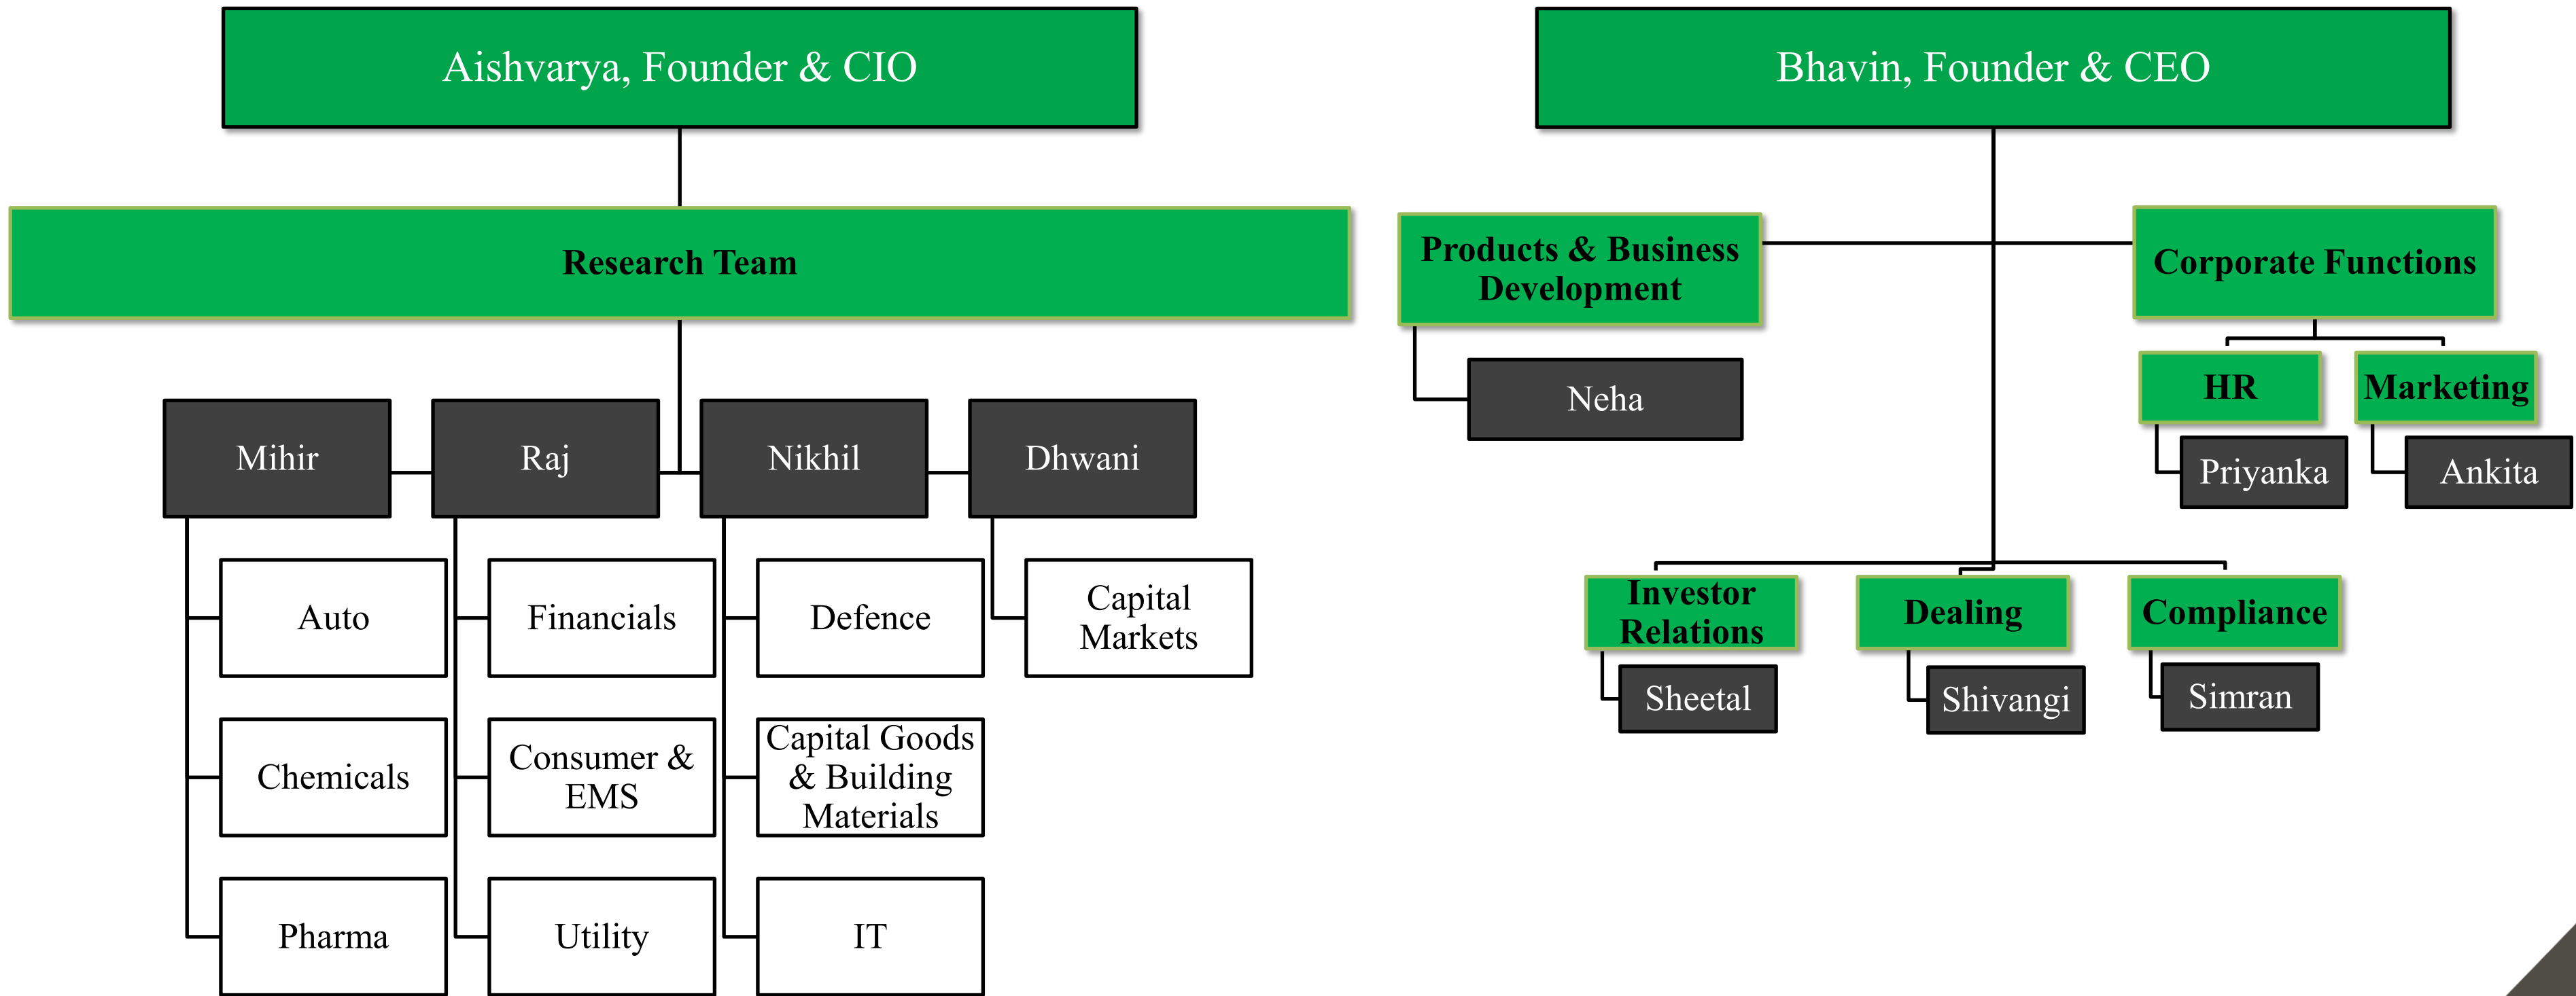 Aishvarya, Founder & CIO
Bhavin, Founder & CEO
Research Team
Products & Business
Development
Corporate Functions
Neha
HR
Marketing
Priyanka
Ankita
Mihir
Raj
Nikhil
Dhwani
Auto
Financials
Defence
Capital
Markets
Investor
Relations
Dealing
Compliance
Sheetal
Shivangi
Simran
Chemicals
Consumer &
EMS
Capital Goods
& Building
Materials
Pharma
Utility
IT